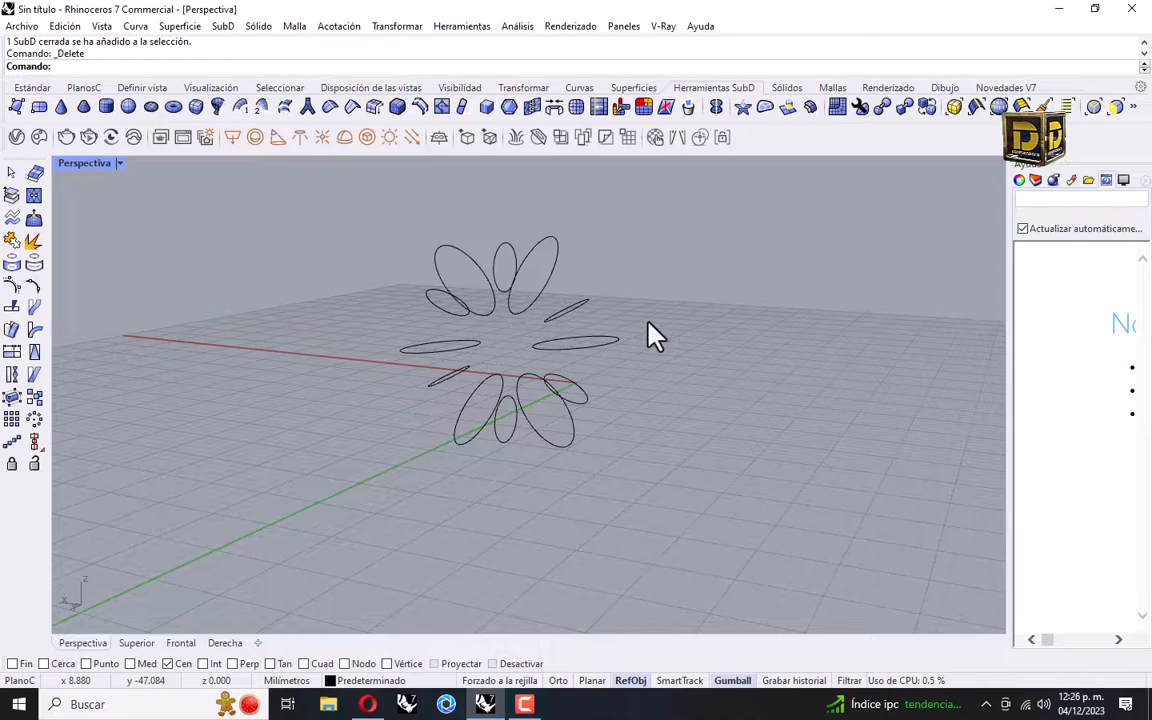 Sin título - Rhinoceros 7 Commercial - [Perspectiva]
Archivo Edición Vista Curva Superficie SubD Sólido Malla Acotación Transformar Herramientas Análisis Renderizado Paneles V-Ray Ayuda
1 SubD cerrada se ha añadido a la selección.
Comando: _Delete
Comando:
Estándar PlanosC Definir vista Visualización Seleccionar Disposición de las vistas Visibilidad Transformar Curvas Superficies Herramientas SubD Sólidos Mallas Renderizado Dibujo Novedades V7
Perspectiva
Actualizar automáticame...
No
Perspectiva Superior Frontal Derecha
Fin Cerca Punto Med Cen Int Perp Tan Cuad Nodo Vértice Proyectar Desactivar
PlanoC x 8.880 y -47.084 z 0.000 Milímetros Predeterminado Forzado a la rejilla Orto Planar RefObj SmartTrack Gumball Grabar historial Filtrar Uso de CPU: 0.5 %
Buscar Índice ipc tendencia... 12:26 p. m.
04/12/2023
z
x